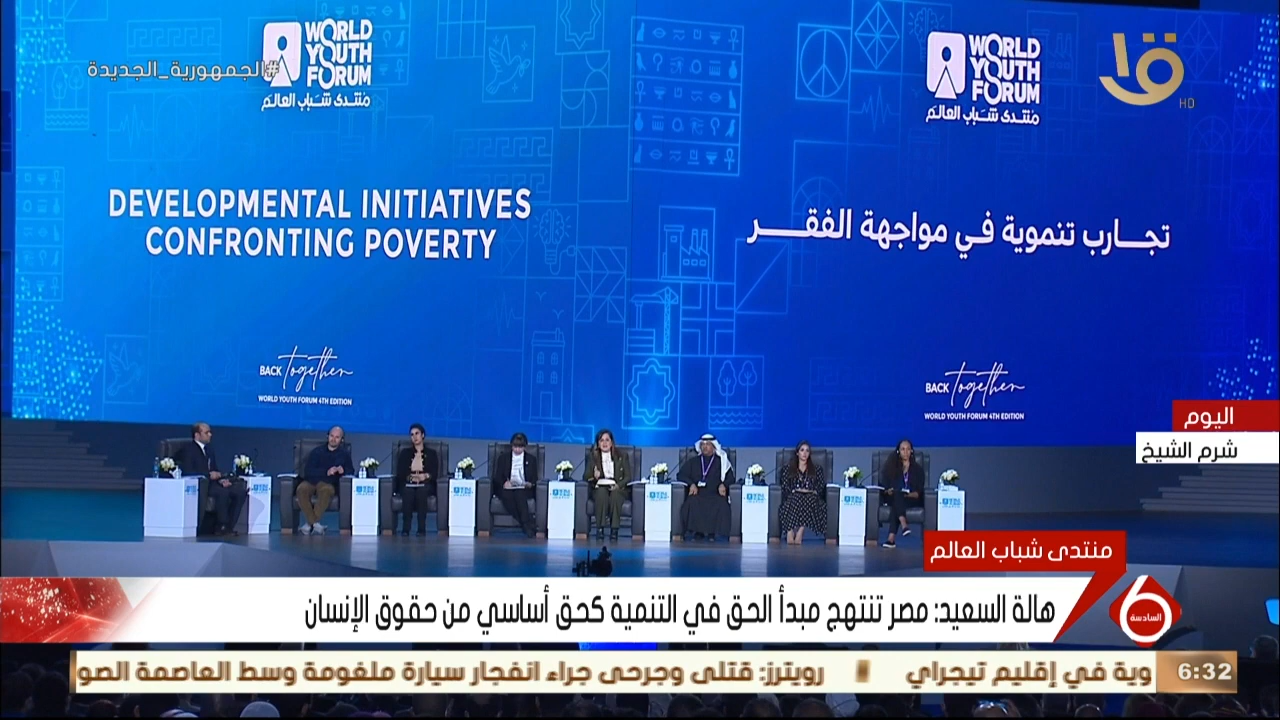 WORLD
YOUTH
FORUM
منتدى شباب العالم
#الجمهورية_الجديدة
WORLD
YOUTH
FORUM
منتدى شباب العالم
HD
DEVELOPMENTAL INITIATIVES
CONFRONTING POVERTY
تجارب تنموية في مواجهة الفقر
BACK together
WORLD YOUTH FORUM 4TH EDITION
BACK together
WORLD YOUTH FORUM 4TH EDITION
اليوم
شرم الشيخ
منتدى شباب العالم
هالة السعيد: مصر تنتهج مبدأ الحق في التنمية كحق أساسي من حقوق الإنسان
6
السادسة
وية في إقليم تيجراي
رويترز: قتلى وجرحى جراء انفجار سيارة ملغومة وسط العاصمة الصو
6:32